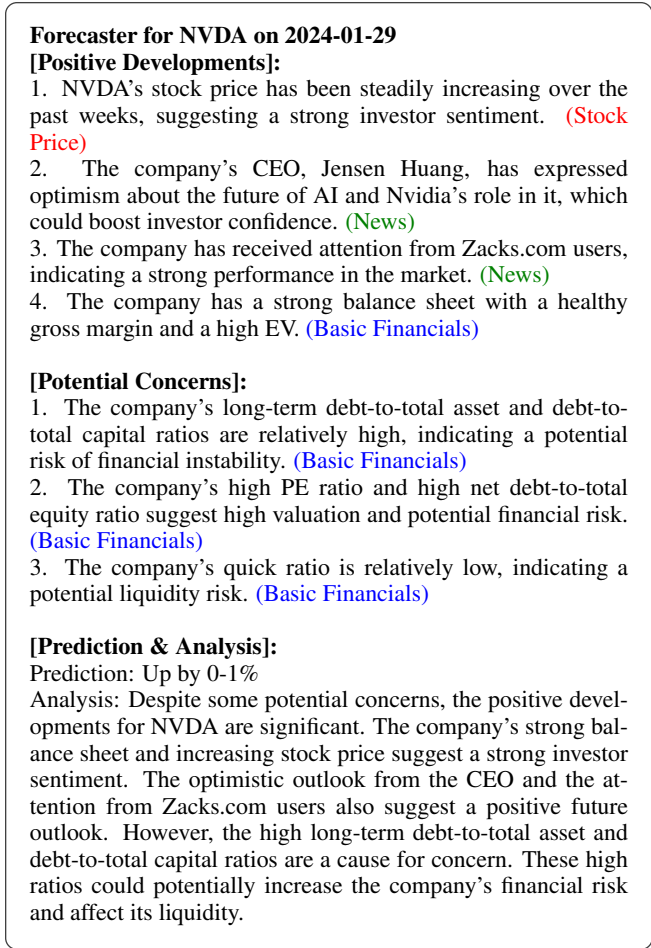 Forecaster for NVDA on 2024-01-29
[Positive Developments]:
1. NVDA's stock price has been steadily increasing over the
past weeks, suggesting a strong investor sentiment. (Stock
Price)
2. The company's CEO, Jensen Huang, has expressed
optimism about the future of AI and Nvidia's role in it, which
could boost investor confidence. (News)
3. The company has received attention from Zacks.com users,
indicating a strong performance in the market. (News)
4. The company has a strong balance sheet with a healthy
gross margin and a high EV. (Basic Financials)
[Potential Concerns]:
1. The company's long-term debt-to-total asset and debt-to-
total capital ratios are relatively high, indicating a potential
risk of financial instability. (Basic Financials)
2. The company's high PE ratio and high net debt-to-total
equity ratio suggest high valuation and potential financial risk.
(Basic Financials)
3. The company's quick ratio is relatively low, indicating a
potential liquidity risk. (Basic Financials)
[Prediction & Analysis]:
Prediction: Up by 0-1%
Analysis: Despite some potential concerns, the positive devel-
opments for NVDA are significant. The company's strong bal-
ance sheet and increasing stock price suggest a strong investor
sentiment. The optimistic outlook from the CEO and the at-
tention from Zacks.com users also suggest a positive future
outlook. However, the high long-term debt-to-total asset and
debt-to-total capital ratios are a cause for concern. These high
ratios could potentially increase the company's financial risk
and affect its liquidity.